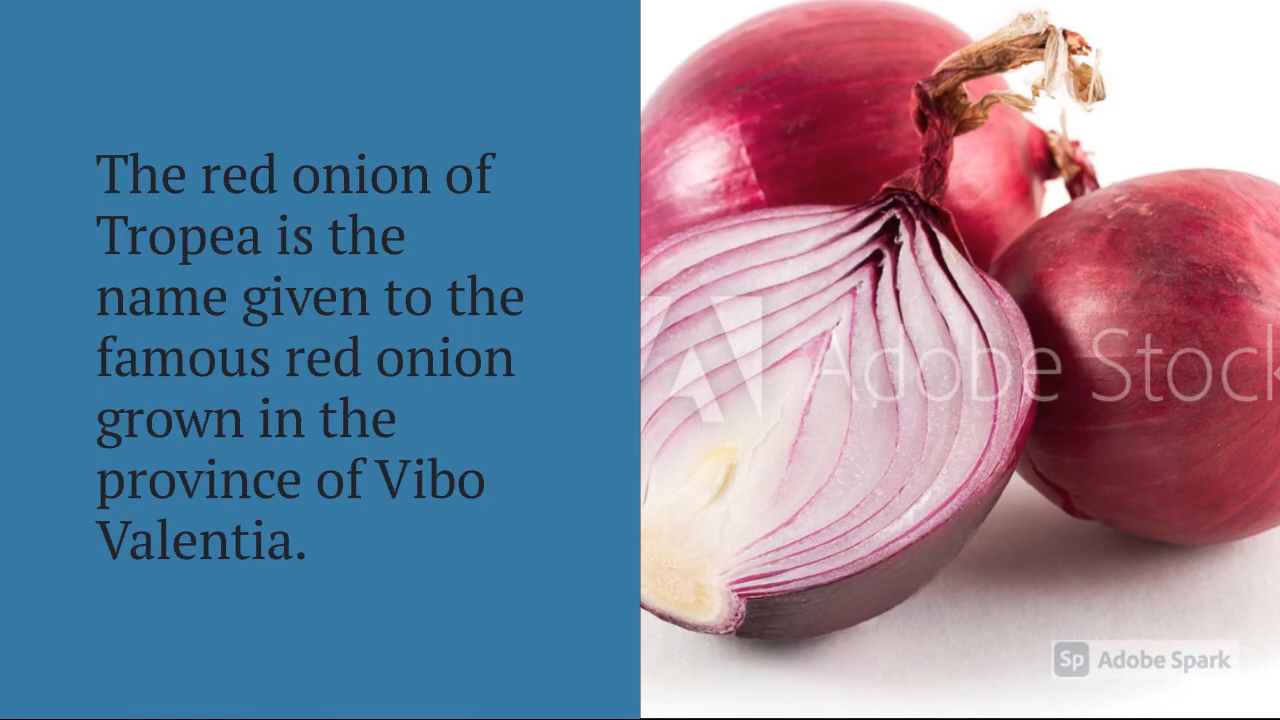 The red onion of
Tropea is the
name given to the
famous red onion
grown in the
province of Vibo
Valentia.
Adobe Stock
Sp Adobe Spark